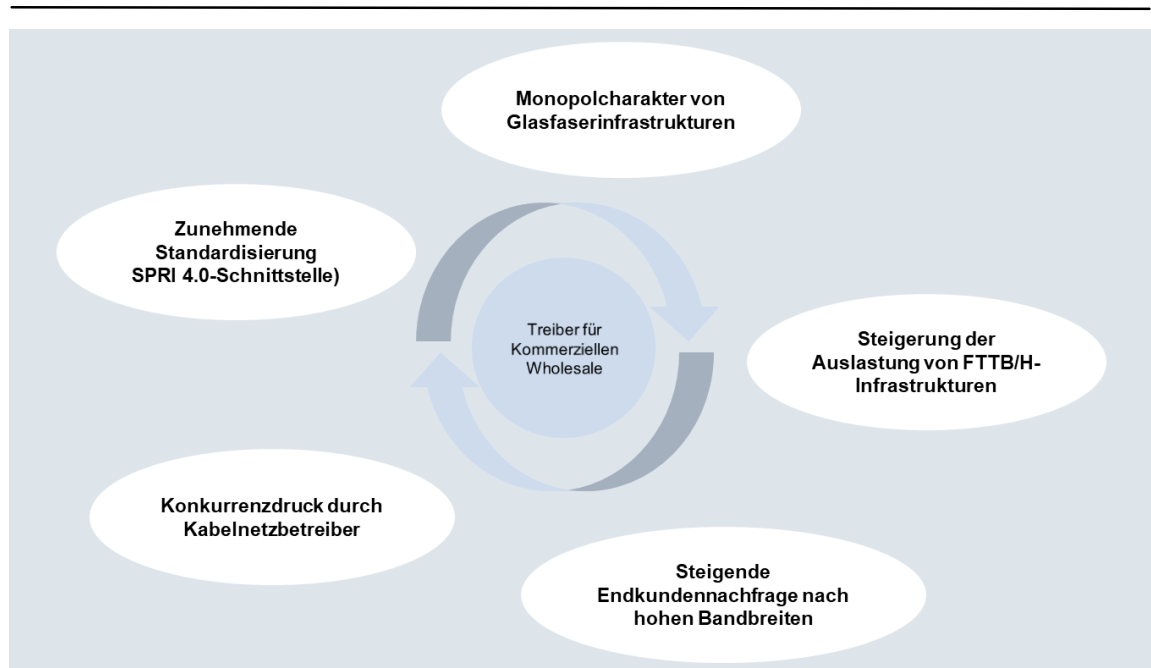 Monopolcharakter von
Glasfaserinfrastrukturen
Zunehmende
Standardisierung
SPRI 4.0-Schnittstelle)
Treiber für
Kommerziellen
Wholesale
Steigerung der
Auslastung von FTTB/H-
Infrastrukturen
Konkurrenzdruck durch
Kabelnetzbetreiber
Steigende
Endkundennachfrage nach
hohen Bandbreiten